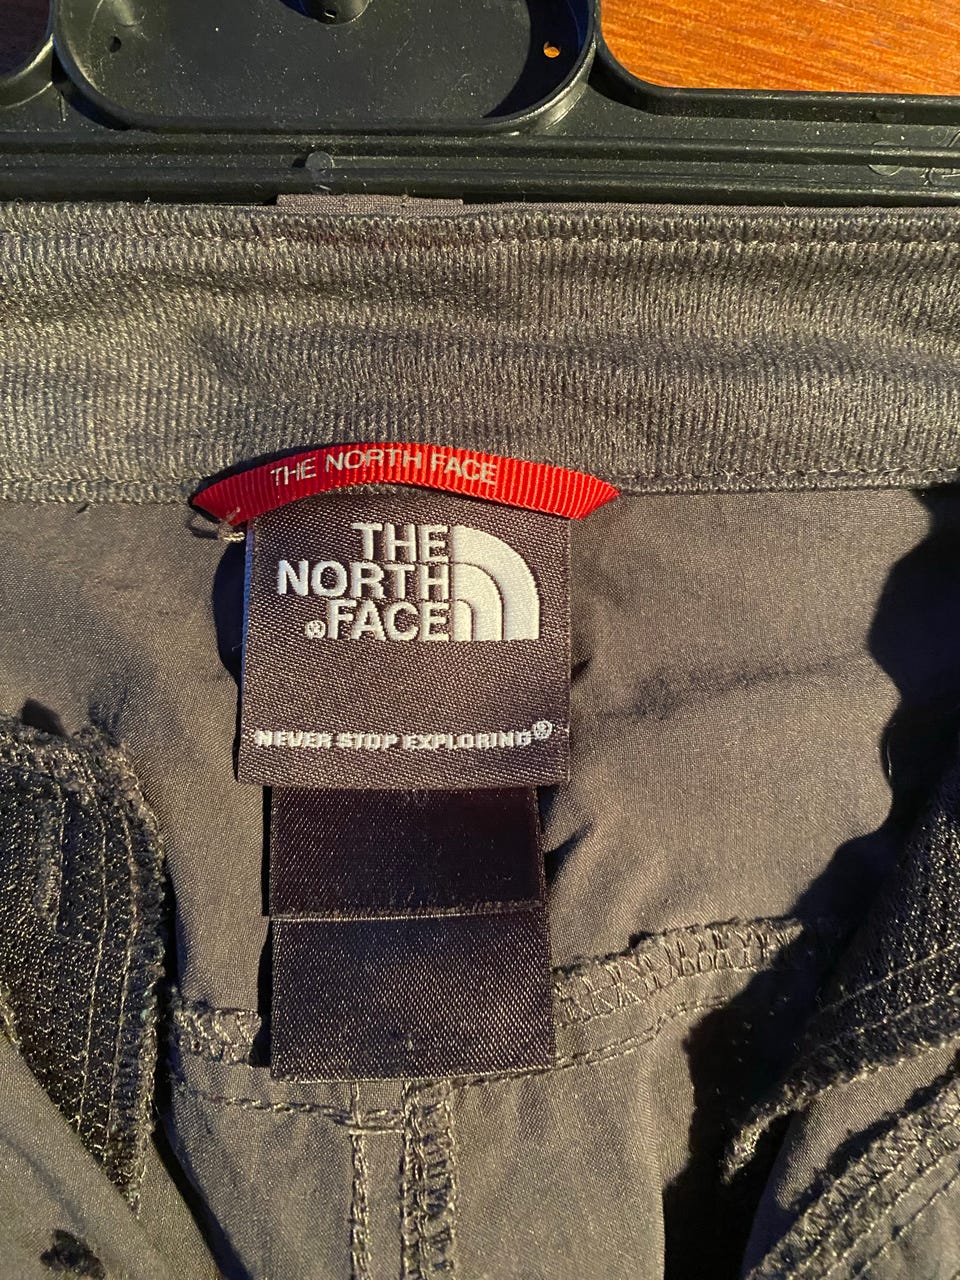 THE NORTH FACE
THE
NORTH
®FACE
NEVER STOP EXPLORING®